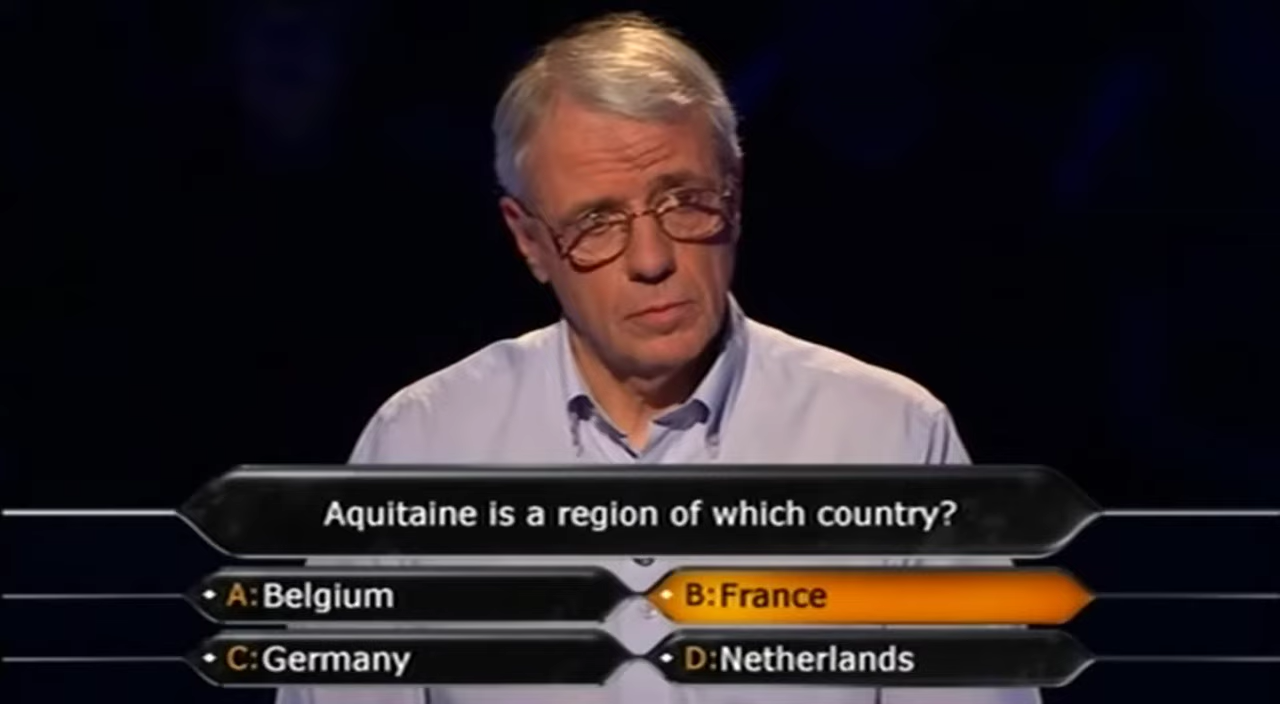 Aquitaine is a region of which country?
A: Belgium
B: France
C: Germany
D: Netherlands